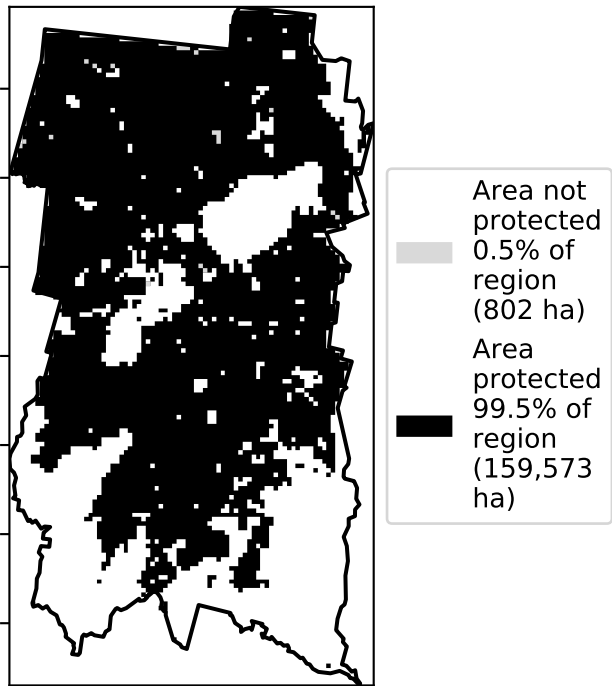 Area not
protected
0.5% of
region
(802 ha)
Area
protected
99.5% of
region
(159,573
ha)